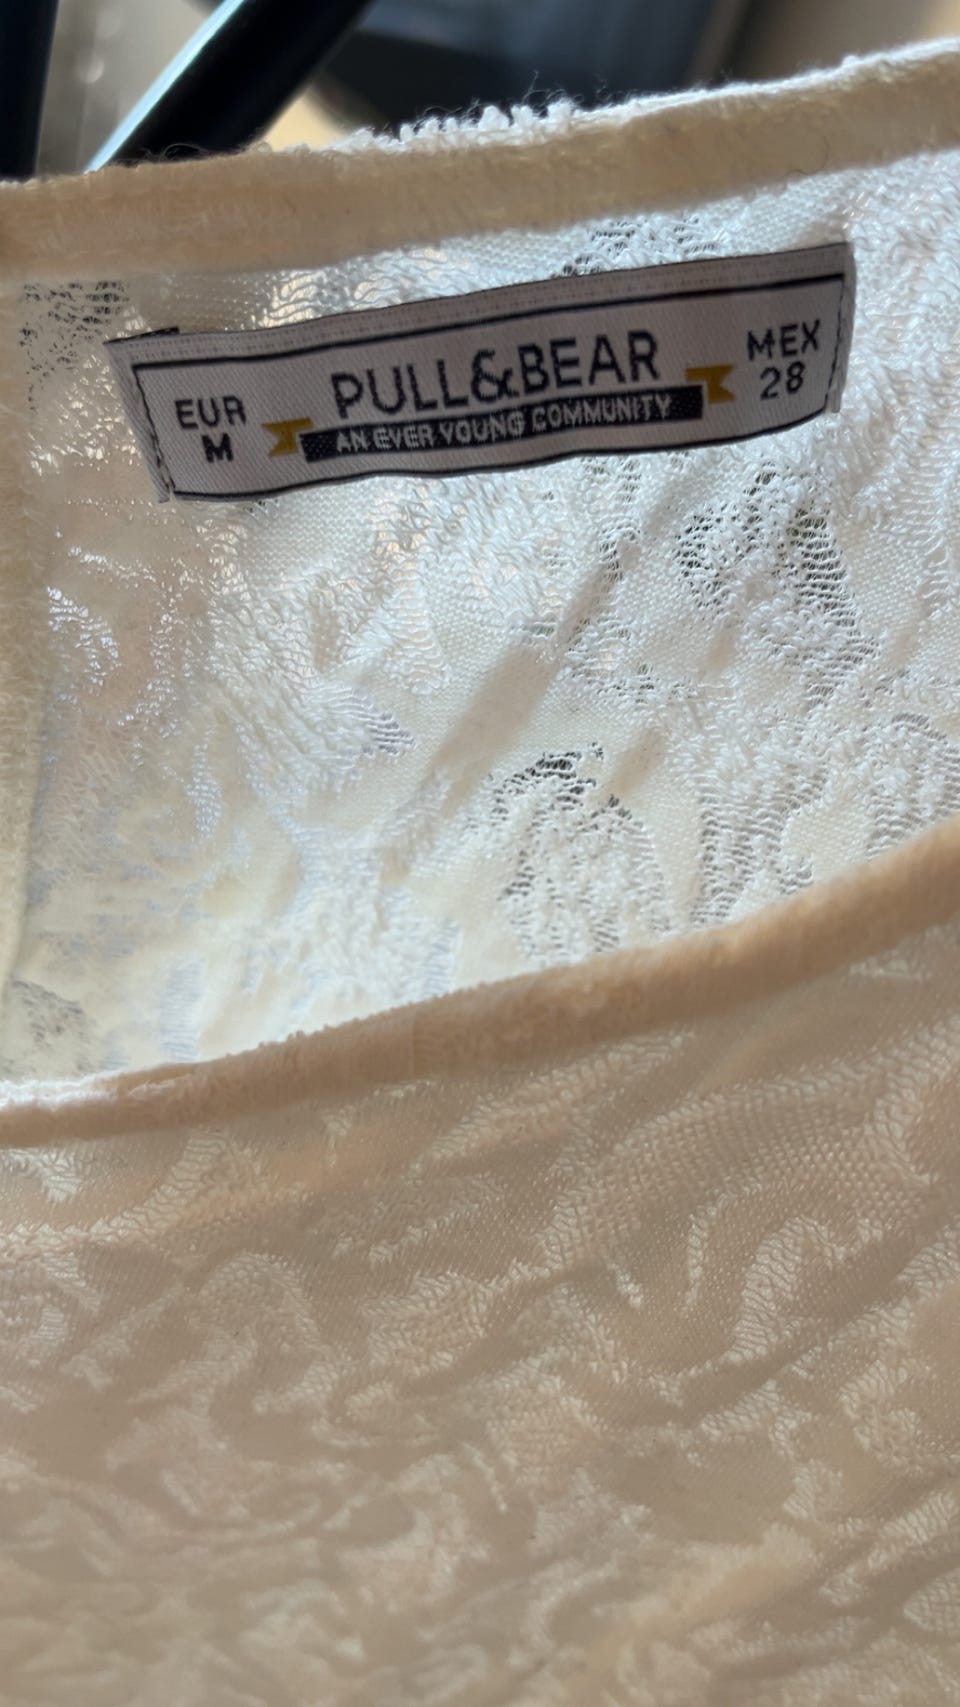 EUR
M
PULL&BEAR
AN EVER YOUNG COMMUNITY
MEX
28